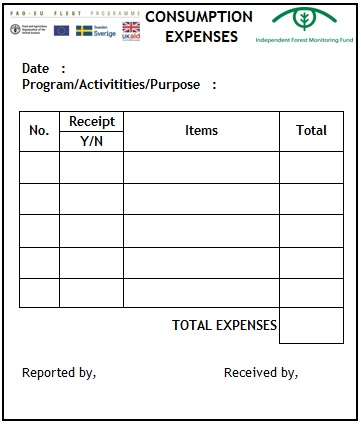 FAO-EU FLEGT PROGRAMME
CONSUMPTION
EXPENSES
Food and Agriculture
Organization of the
United Nations
Sweden
Sverige
UKaid
Independent Forest Monitoring Fund
Date :
Program/Activitities/Purpose :
No.
Receipt
Y/N
Items
Total
TOTAL EXPENSES
Reported by,
Received by,